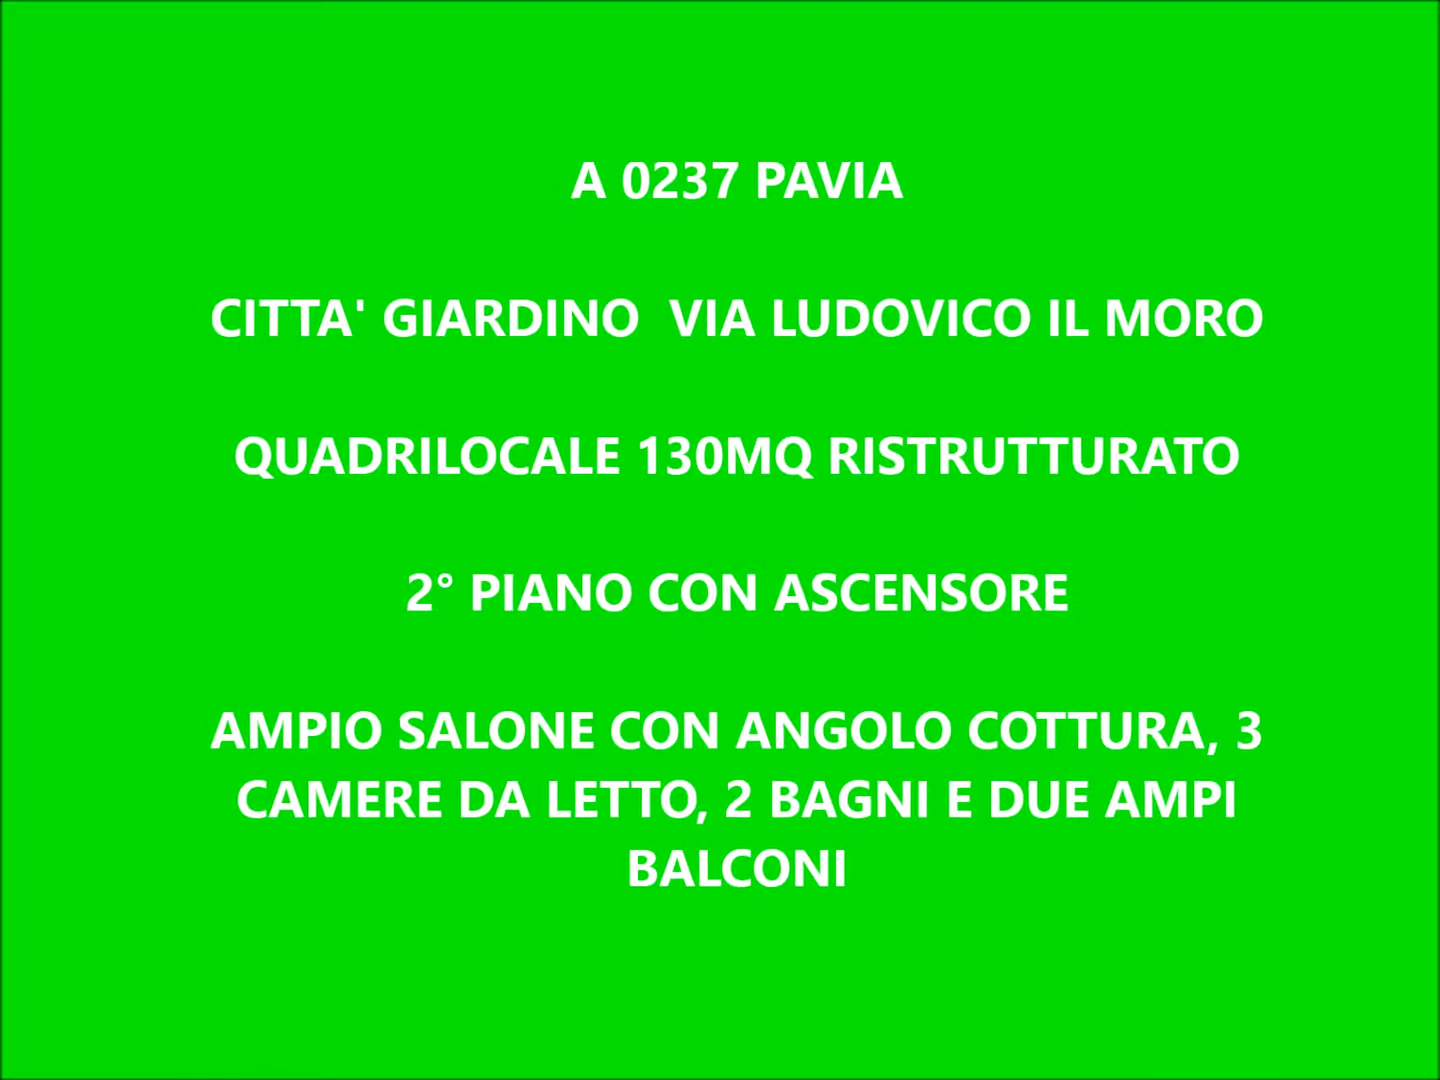 A 0237 PAVIA
CITTA' GIARDINO  VIA LUDOVICO IL MORO
QUADRILOCALE 130MQ RISTRUTTURATO
2° PIANO CON ASCENSORE
AMPIO SALONE CON ANGOLO COTTURA, 3
CAMERE DA LETTO, 2 BAGNI E DUE AMPI
BALCONI